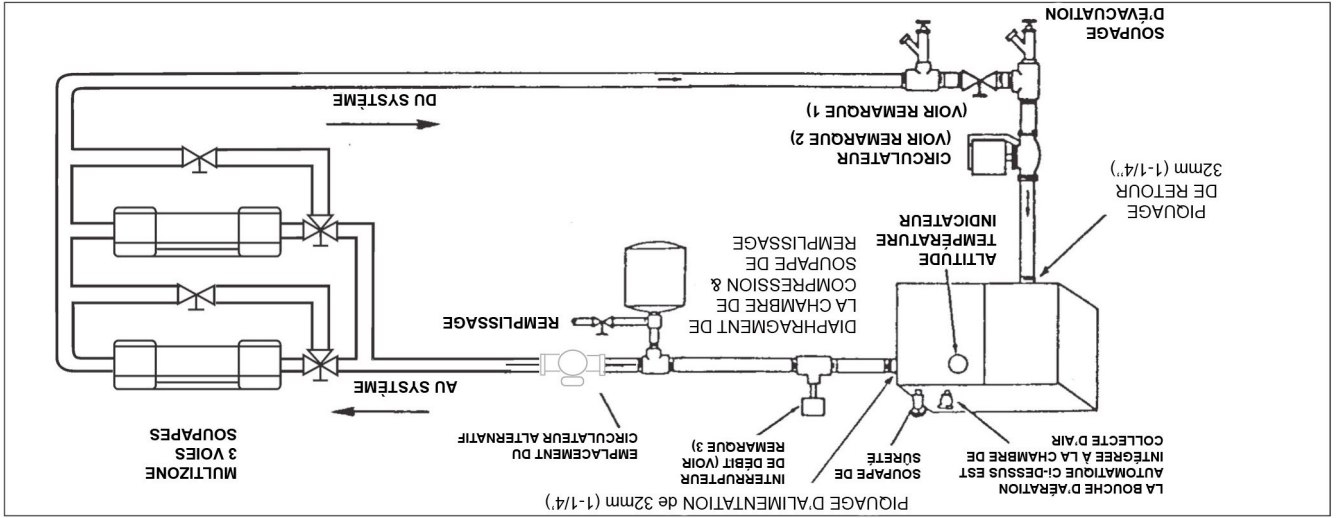 PIQUAGE D'ALIMENTATION de 32mm (1-1/4')
LA BOUCHE D'AÉRATION
AUTOMATIQUE CI-DESSUS EST
INTÉGRÉE À LA CHAMBRE DE
COLLECTE D'AIR
SOUPAPE DE
SÛRETÉ
INTERRUPTEUR
DE DÉBIT (VOIR
REMARQUE 3)
EMPLACEMENT DU
CIRCULATEUR ALTERNATIF
MULTIZONE
3 VOIES
SOUPAPES
AU SYSTÈME
DIAPHRAGMENT DE
LA CHAMBRE DE
COMPRESSION &
SOUPAPE DE
REMPLISSAGE
REMPLISSAGE
ALTITUDE
TEMPÉRATURE
INDICATEUR
PIQUAGE
DE RETOUR
32mm (1-1/4'')
CIRCULATEUR
(VOIR REMARQUE 2)
(VOIR REMARQUE 1)
DU SYSTÈME
SOUPAGE
D'ÉVACUATION